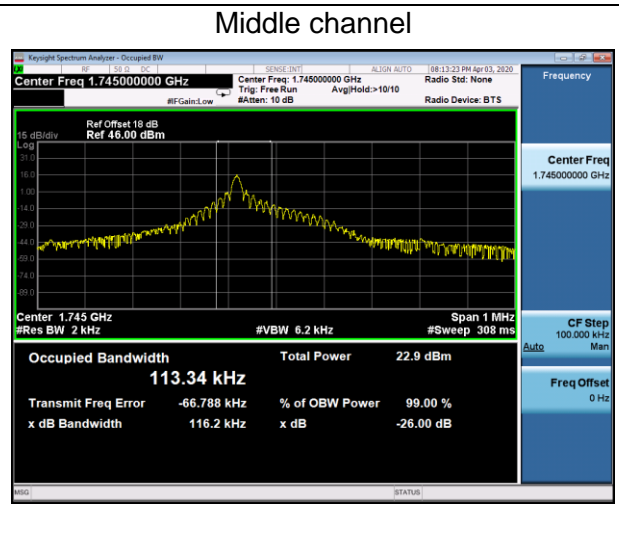 Middle channel
Keysight Spectrum Analyzer - Occupied BW
RF 50 Ω DC SENSE:INT ALIGN AUTO 08:13:23 PM Apr 03, 2020
Center Freq 1.745000000 GHz
Center Freq: 1.745000000 GHz Radio Std: None
Trig: Free Run Avg|Hold:>10/10
#IFGain:Low #Atten: 10 dB Radio Device: BTS
Frequency
Ref Offset 18 dB
15 dB/div Ref 46.00 dBm
Log
31.0
16.0
1.00
-14.0
-29.0
-44.0
-59.0
-74.0
-89.0
Center Freq
1.745000000 GHz
Center 1.745 GHz Span 1 MHz
#Res BW 2 kHz #VBW 6.2 kHz #Sweep 308 ms
CF Step
100.000 kHz
Auto Man
Occupied Bandwidth Total Power 22.9 dBm
113.34 kHz
Transmit Freq Error -66.788 kHz % of OBW Power 99.00 %
x dB Bandwidth 116.2 kHz x dB -26.00 dB
Freq Offset
0 Hz
MSG STATUS